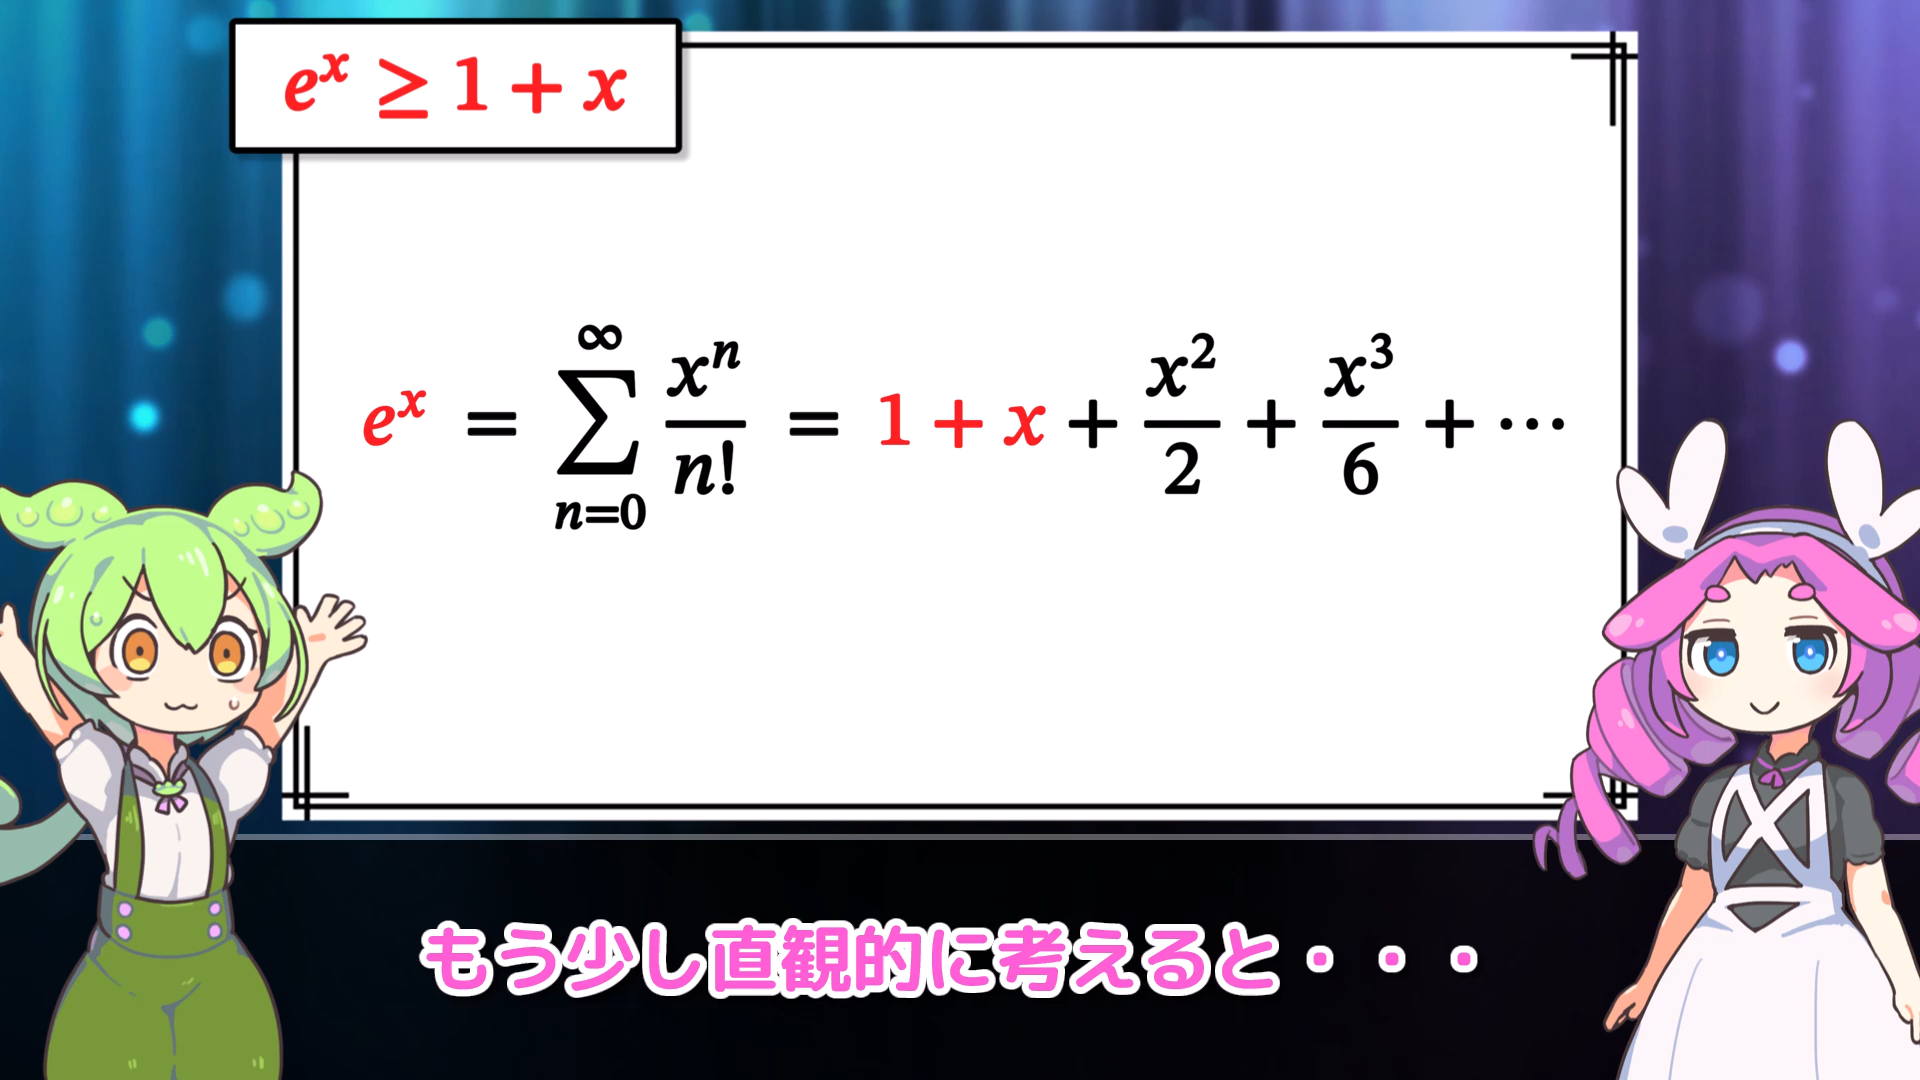 e^x ≥ 1 + x
e^x = ∑_{n=0}^{∞} x^n/n! = 1 + x + x^2/2 + x^3/6 + ⋯
もう少し直観的に考えると・・・